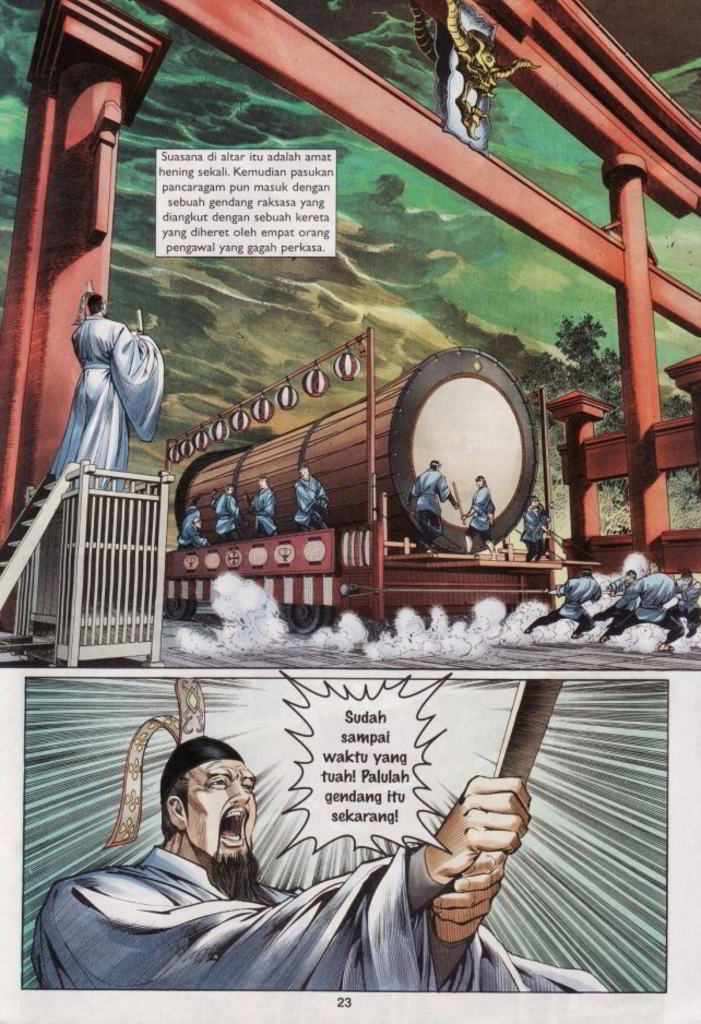 Suasana di altar itu adalah amat
hening sekali. Kemudian pasukan
pancaragam pun masuk dengan
sebuah gendang raksasa yang
diangkut dengan sebuah kereta
yang diheret oleh empat orang
pengawal yang gagah perkasa.
Sudah
sampai
waktu yang
tuah! Palulah
gendang itu
sekarang!
23